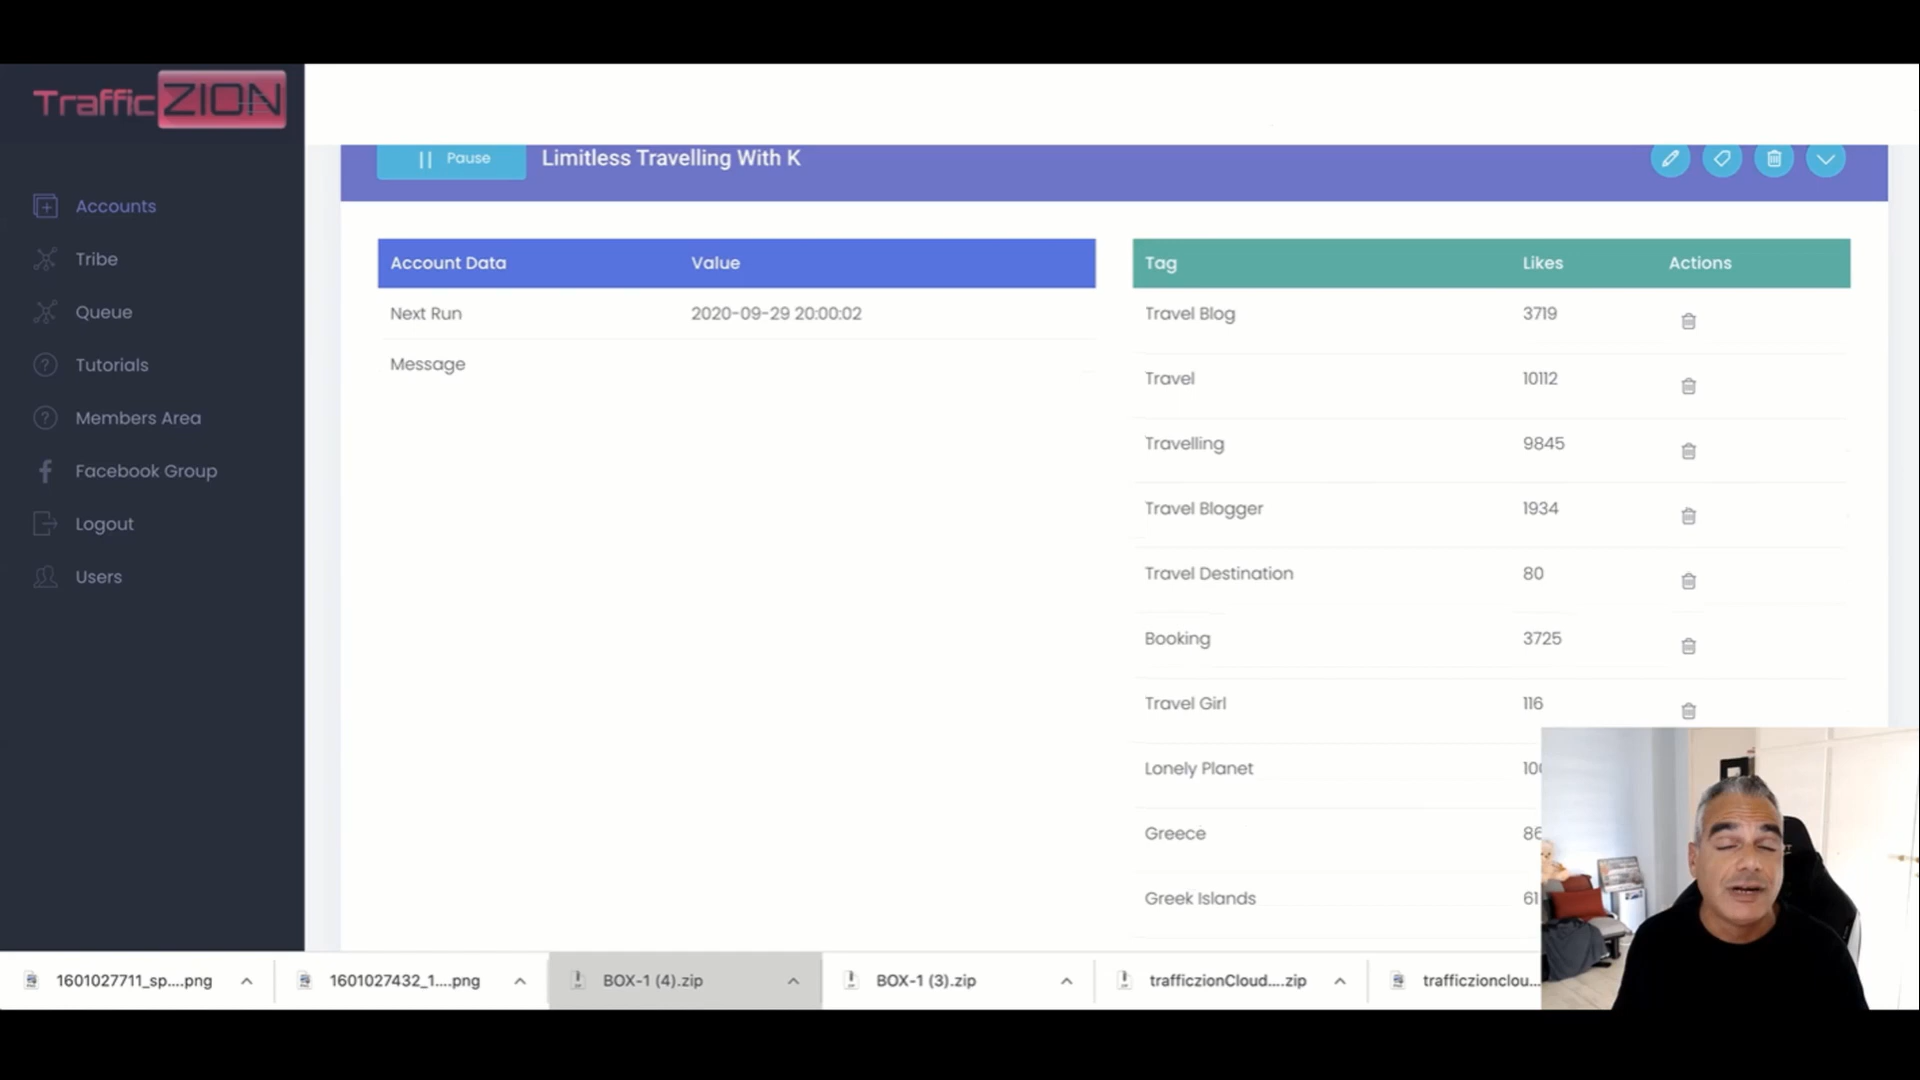 TrafficZION
Accounts
Tribe
Queue
Tutorials
Members Area
Facebook Group
Logout
Users
Pause
Limitless Travelling With K
Account Data Value
Next Run 2020-09-29 20:00:02
Message
Tag Likes Actions
Travel Blog 3719
Travel 10112
Travelling 9845
Travel Blogger 1934
Travel Destination 80
Booking 3725
Travel Girl 116
Lonely Planet
Greece
Greek Islands
1601027711_sp....png
1601027432_1....png
BOX-1 (4).zip
BOX-1 (3).zip
trafficzionCloud....zip
trafficzionclou...